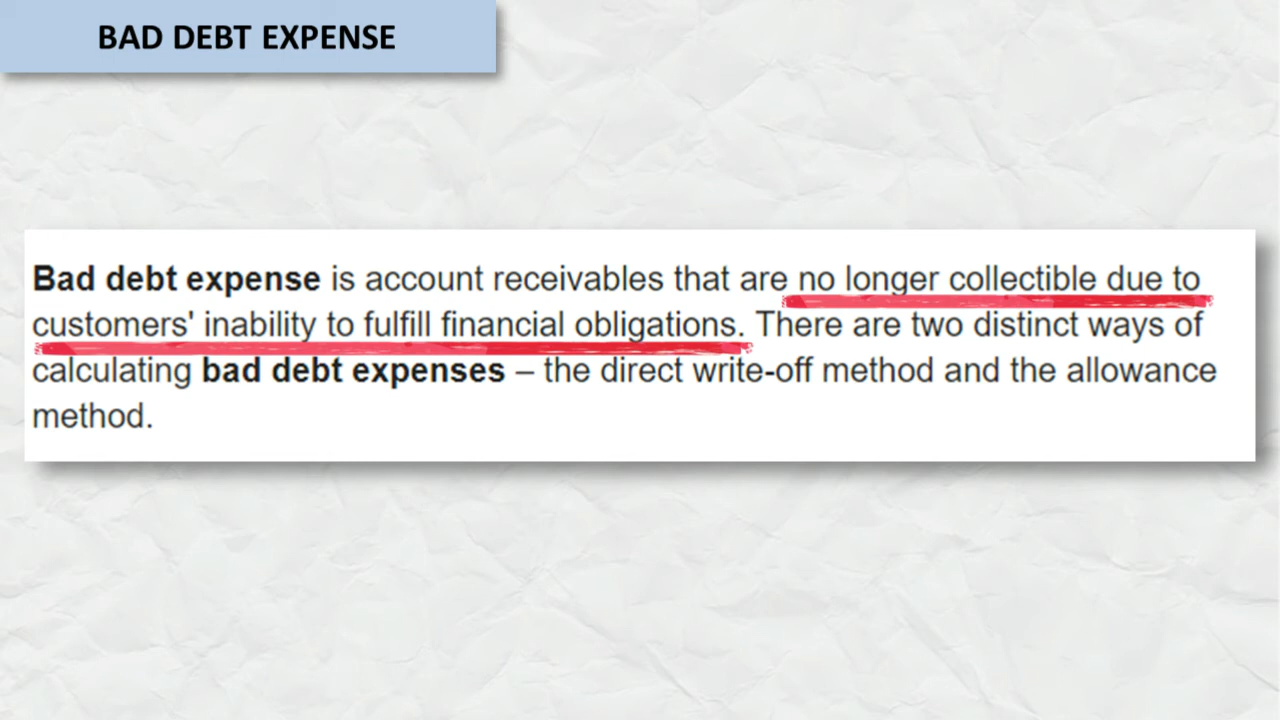 BAD DEBT EXPENSE
Bad debt expense is account receivables that are no longer collectible due to
customers' inability to fulfill financial obligations. There are two distinct ways of
calculating bad debt expenses – the direct write-off method and the allowance
method.